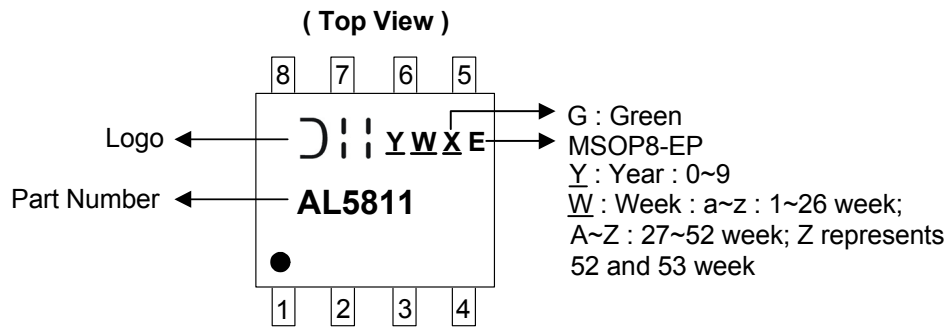 ( Top View )
8 7 6 5
Logo
Y W X E
G : Green
MSOP8-EP
Part Number
AL5811
Y : Year : 0~9
W : Week : a~z : 1~26 week;
A~Z : 27~52 week; Z represents
52 and 53 week
1 2 3 4